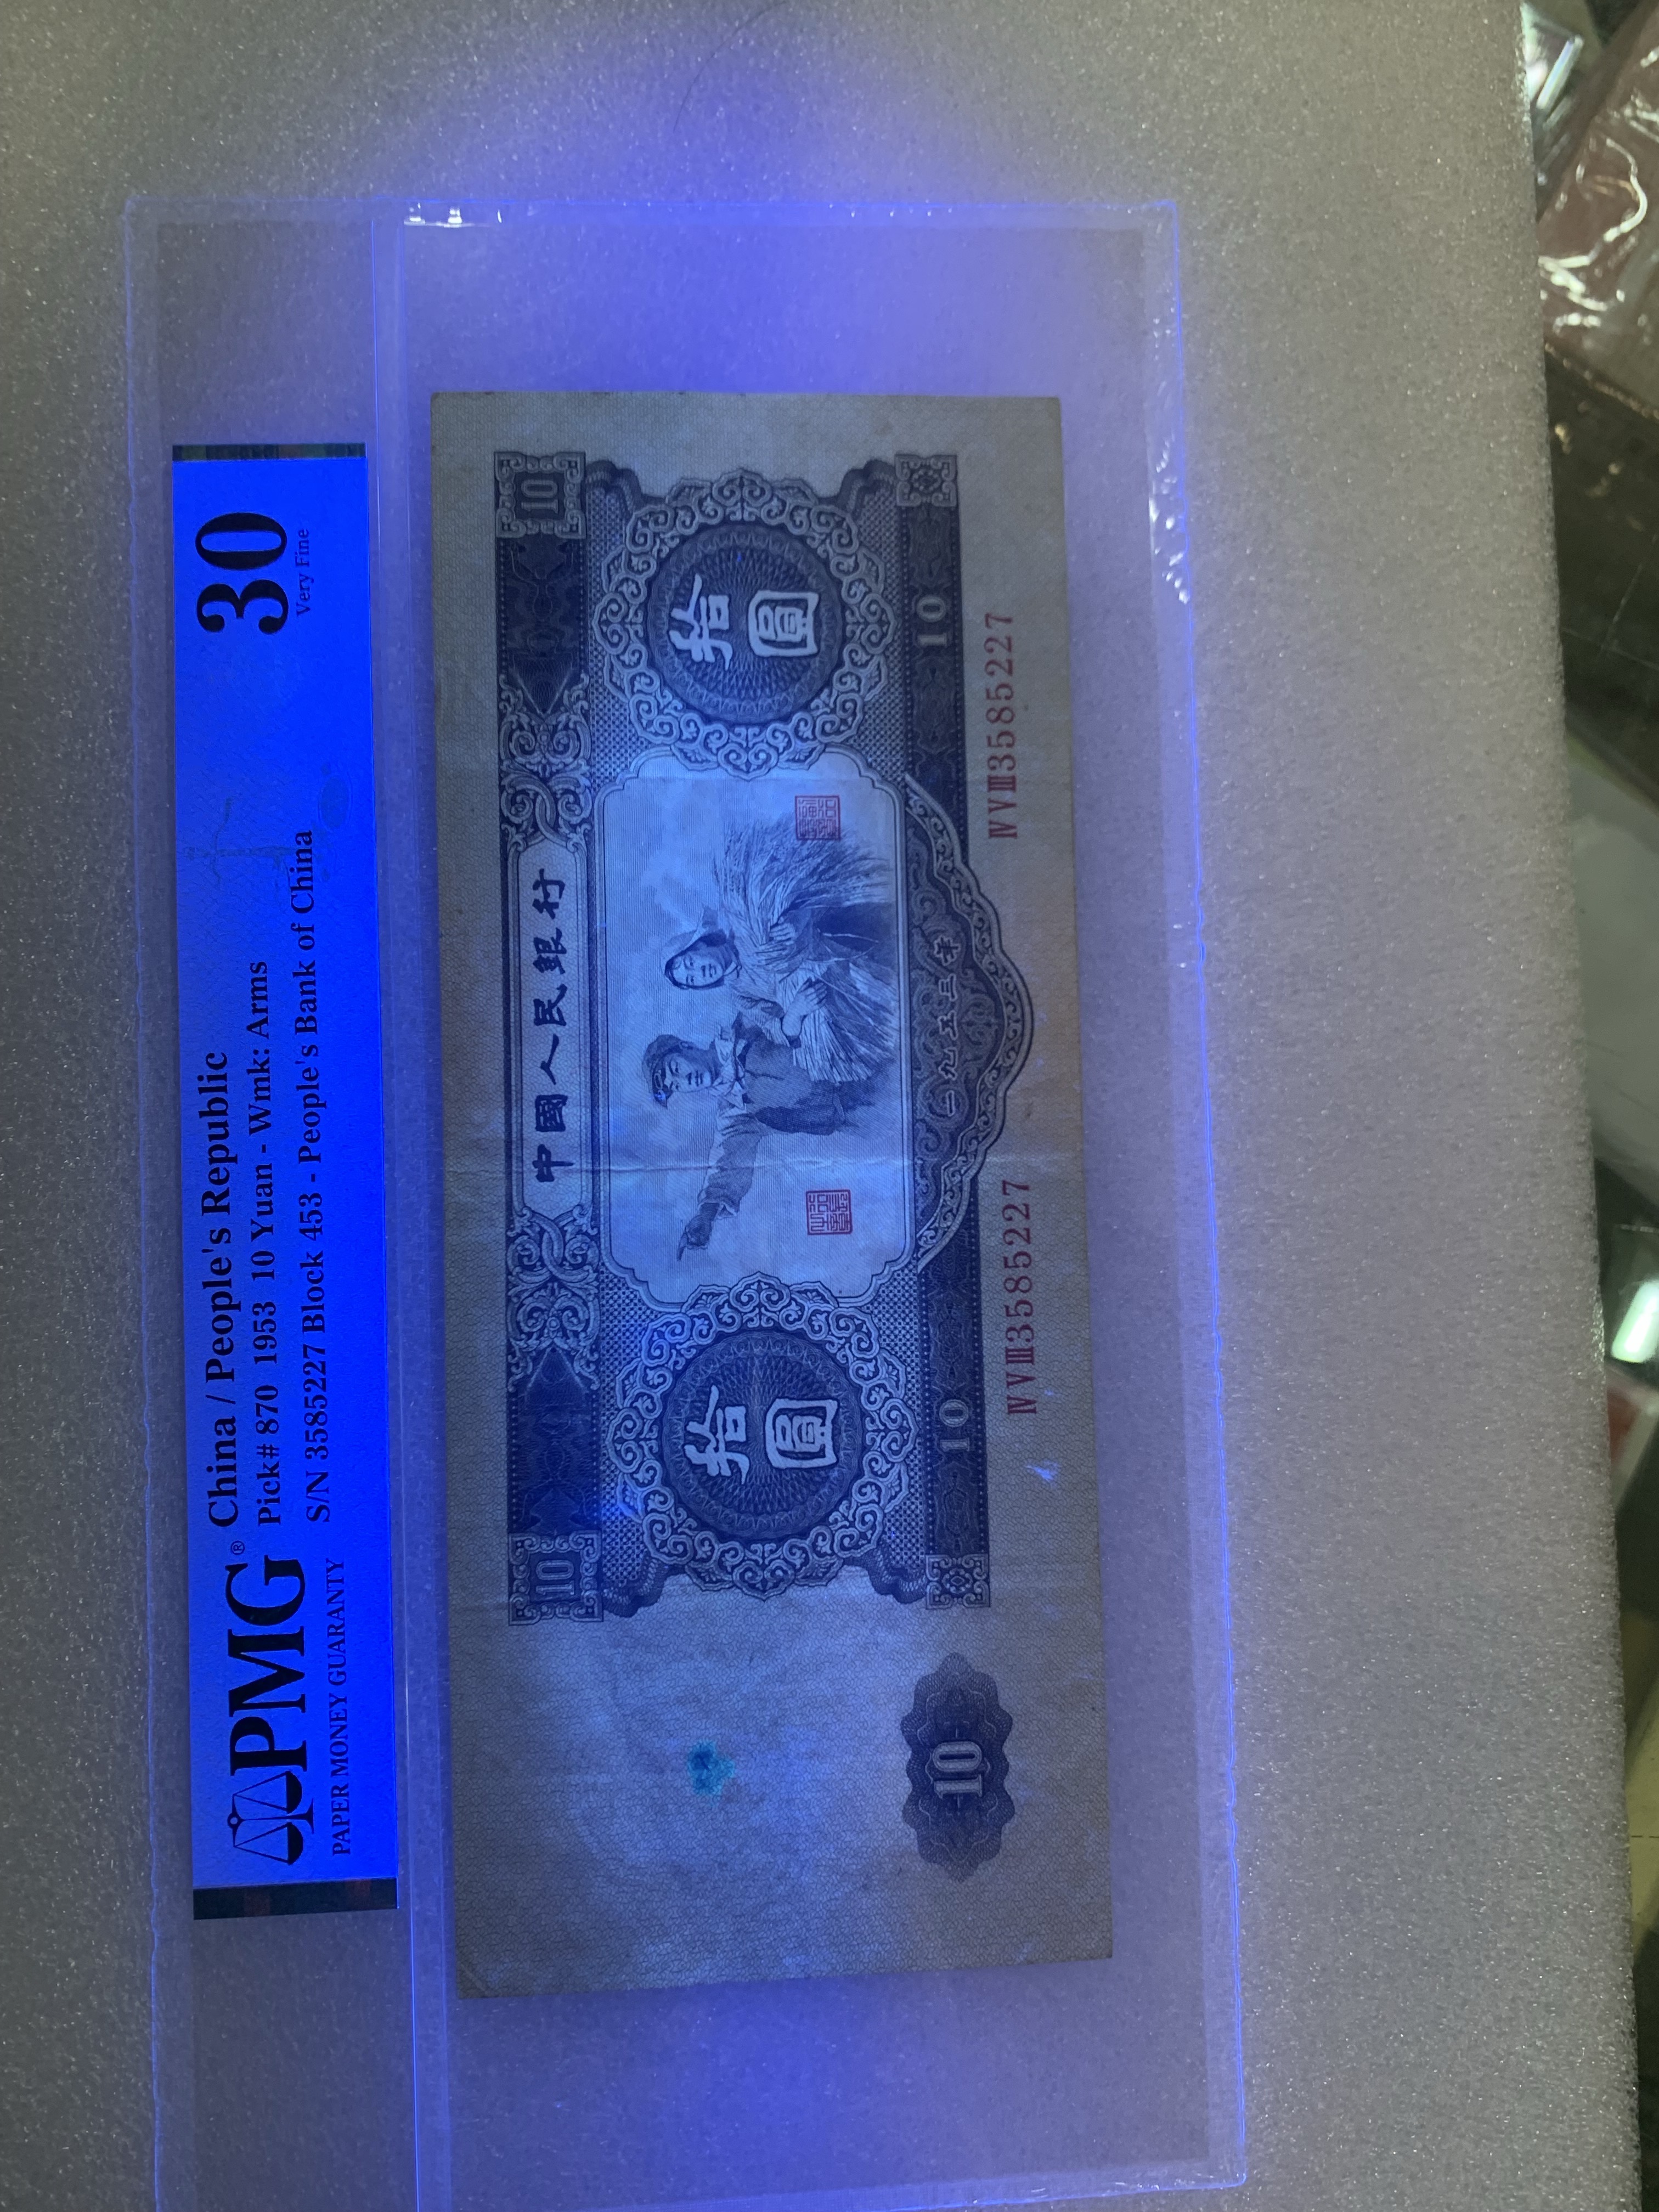 PMG®
PAPER MONEY GUARANTY
China / People's Republic
Pick# 870 1953 10 Yuan - Wmk: Arms
S/N 3585227 Block 453 - People's Bank of China
30
Very Fine
10
中國人民銀行
10
拾圓
拾圓
10
一九五三年
10
10
ⅣⅤⅢ3585227
ⅣⅤⅢ3585227